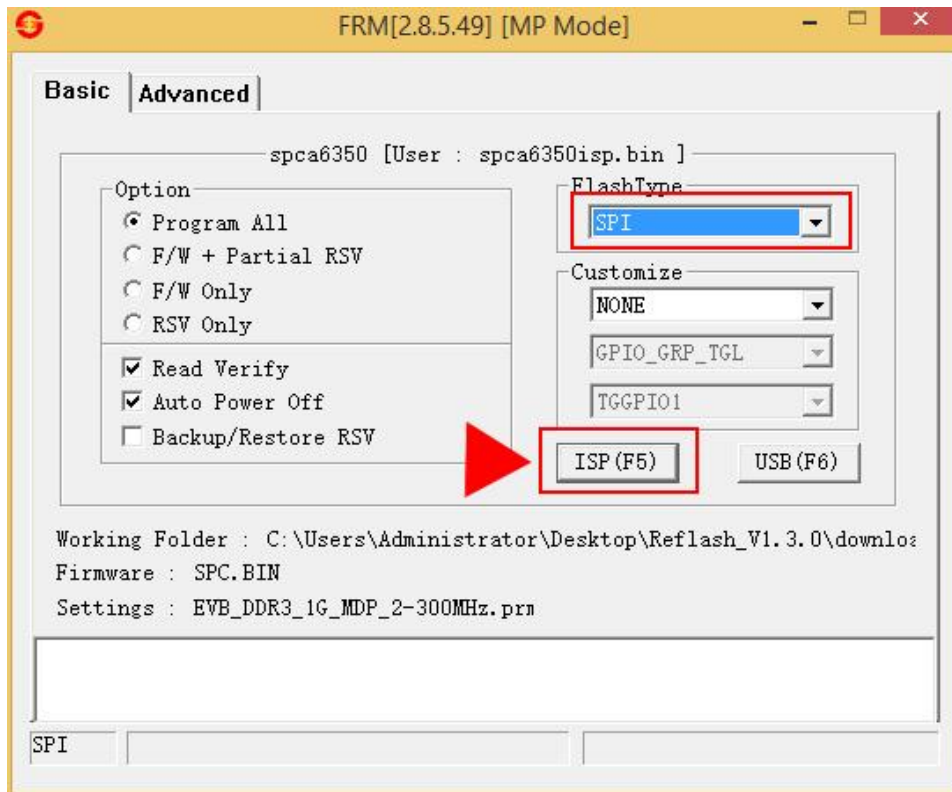 FRM[2.8.5.49] [MP Mode]
Basic
Advanced
spca6350 [User : spca6350isp.bin ]
Option
Program All
F/W + Partial RSV
F/W Only
RSV Only
Read Verify
Auto Power Off
Backup/Restore RSV
FlashType
SPI
Customize
NONE
GPIO_GRP_TGL
TGGPIO1
ISP(F5)
USB(F6)
Working Folder : C:\Users\Administrator\Desktop\Reflash_V1.3.0\downloa
Firmware : SPC.BIN
Settings : EVB_DDR3_1G_MDP_2-300MHz.prm
SPI